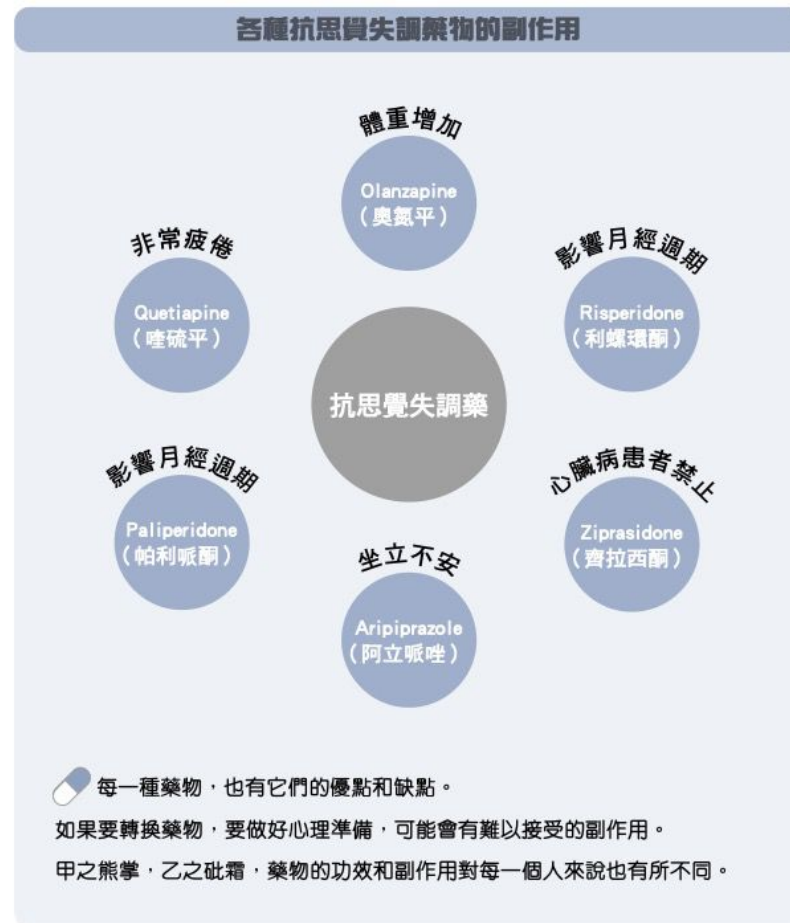 各種抗思覺失調藥物的副作用
體重增加
Olanzapine
（奧氮平）
非常疲倦
Quetiapine
（喹硫平）
影響月經週期
Risperidone
（利螺環酮）
抗思覺失調藥
影響月經週期
Paliperidone
（帕利哌酮）
心臟病患者禁止
Ziprasidone
（齊拉西酮）
坐立不安
Aripiprazole
（阿立哌唑）
每一種藥物，也有它們的優點和缺點。
如果要轉換藥物，要做好心理準備，可能會有難以接受的副作用。
甲之熊掌，乙之砒霜，藥物的功效和副作用對每一個人來說也有所不同。